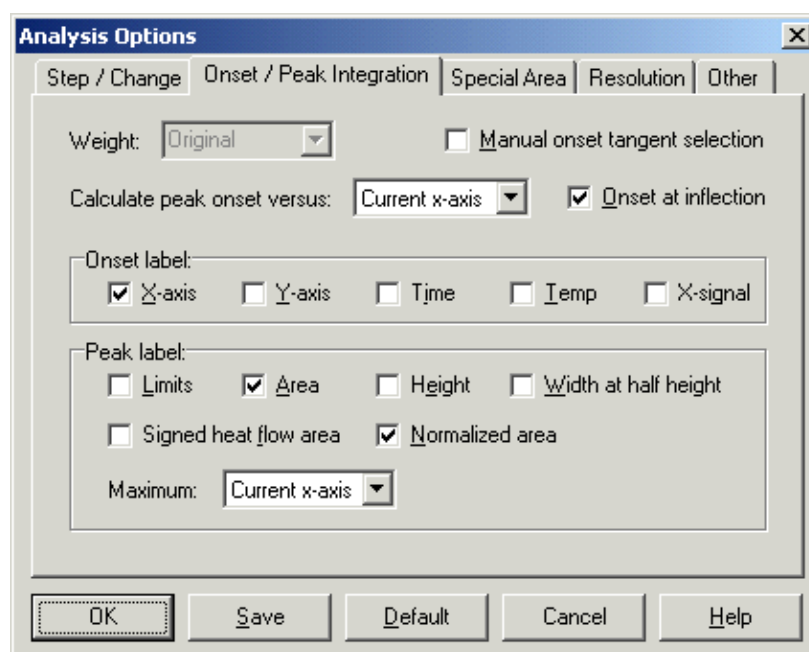 Analysis Options
Step / Change Onset / Peak Integration Special Area Resolution Other
Weight: Original Manual onset tangent selection
Calculate peak onset versus: Current x-axis Onset at inflection
Onset label:
X-axis Y-axis Time Temp X-signal
Peak label:
Limits Area Height Width at half height
Signed heat flow area Normalized area
Maximum: Current x-axis
OK Save Default Cancel Help